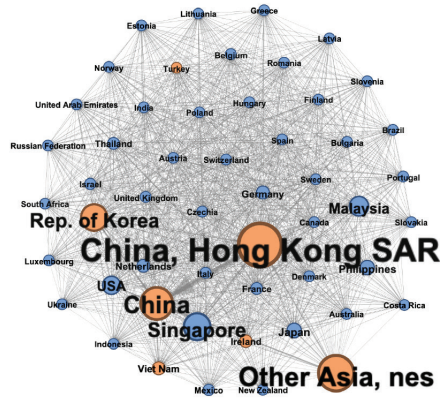 Greece
Lithuania
Estonia
Latvia
Belgium
Norway
Turkey
Romania
Slovenia
United Arab Emirates
India
Poland
Hungary
Finland
Brazil
Russian Federation
Thailand
Spain
Bulgaria
Austria
Switzerland
Israel
Sweden
Portugal
South Africa
United Kingdom
Germany
Malaysia
Rep. of Korea
Czechia
Canada
Slovakia
China, Hong Kong SAR
Luxembourg
Netherlands
Italy
Denmark
Philippines
USA
France
Ukraine
China
Costa Rica
Singapore
Japan
Australia
Indonesia
Ireland
Viet Nam
Other Asia, nes
Mexico
New Zealand